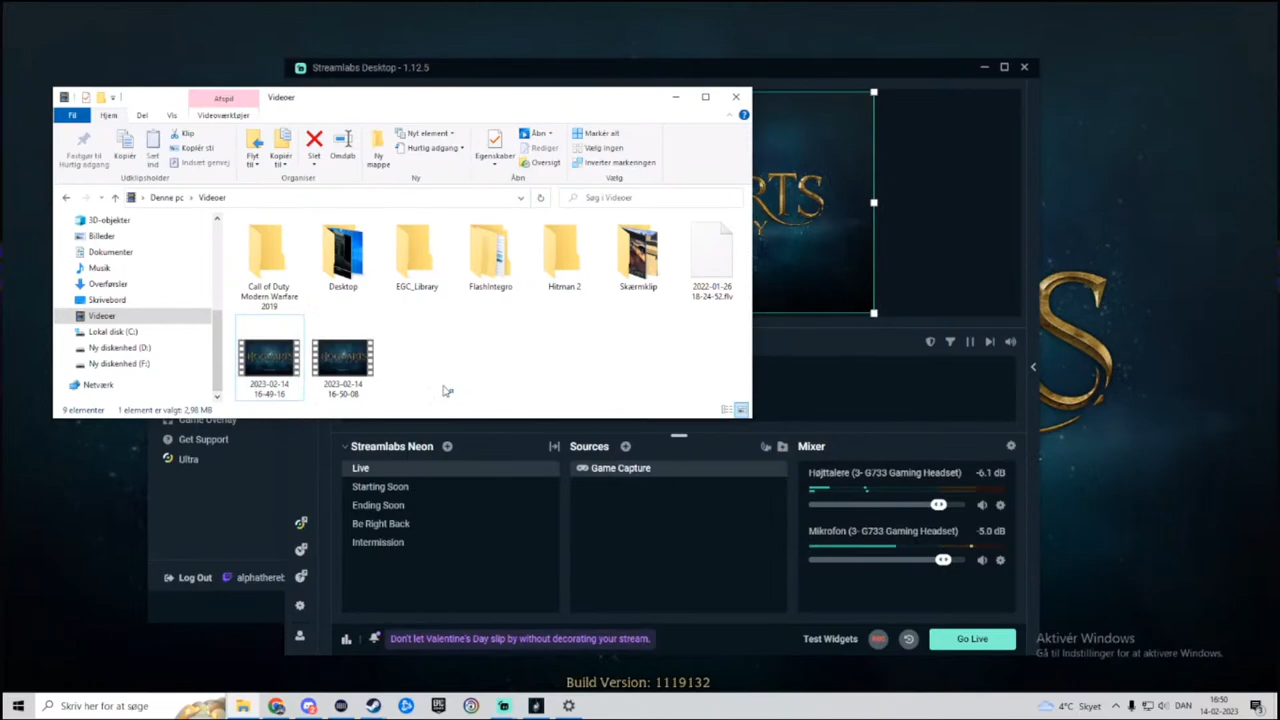 Streamlabs Desktop - 1.12.5
Afspil
Videoer
Fil
Hjem
Del
Vis
Videoværktøjer
Fastgør til
Hurtig adgang
Kopiér
Sæt
ind
Klip
Kopiér sti
Indsæt genvej
Udklipsholder
Flyt
til
Kopiér
til
Slet
Omdøb
Organiser
Ny
mappe
Nyt element
Hurtig adgang
Ny
Egenskaber
Åbn
Rediger
Oversigt
Åbn
Markér alt
Vælg ingen
Inverter markeringen
Vælg
Denne pc
Videoer
Søg i Videoer
3D-objekter
Billeder
Dokumenter
Musik
Overførsler
Skrivebord
Videoer
Lokal disk (C:)
Ny diskenhed (D:)
Ny diskenhed (F:)
Netværk
Call of Duty
Modern Warfare
2019
Desktop
EGC_Library
FlashIntegro
Hitman 2
Skærmklip
2022-01-26
18-24-52.flv
2023-02-14
16-49-16
2023-02-14
16-50-08
9 elementer
1 element er valgt: 2,98 MB
ARTS
Y
S
Game Overlay
Get Support
Ultra
Log Out
alphathereb
Streamlabs Neon
Live
Starting Soon
Ending Soon
Be Right Back
Intermission
Sources
Game Capture
Mixer
Højttalere (3- G733 Gaming Headset)
-6.1 dB
Mikrofon (3- G733 Gaming Headset)
-5.0 dB
Don't let Valentine's Day slip by without decorating your stream.
Test Widgets
REC
Go Live
Aktivér Windows
Gå til Indstillinger for at aktivere Windows.
Build Version: 1119132
Skriv her for at søge
4°C Skyet
DAN
16:50
14-02-2023